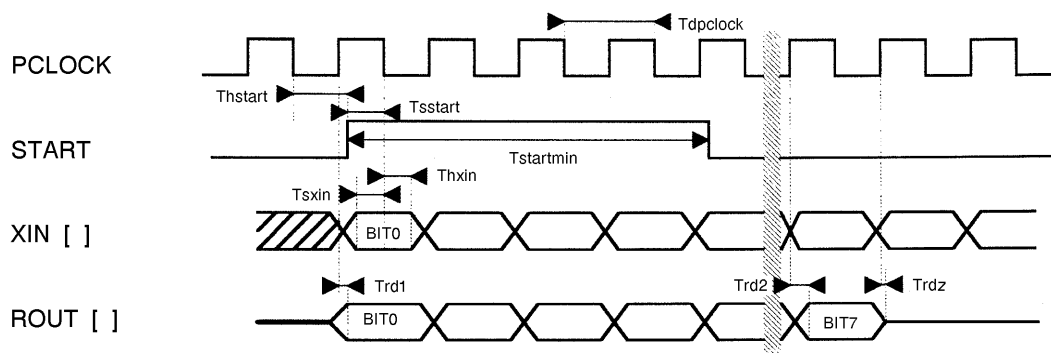 Tdpclock
PCLOCK
Thstart
Tsstart
START
Tstartmin
Thxin
Tsxin
XIN [ ]
BIT0
Trd1
Trd2
Trdz
ROUT [ ]
BIT0
BIT7